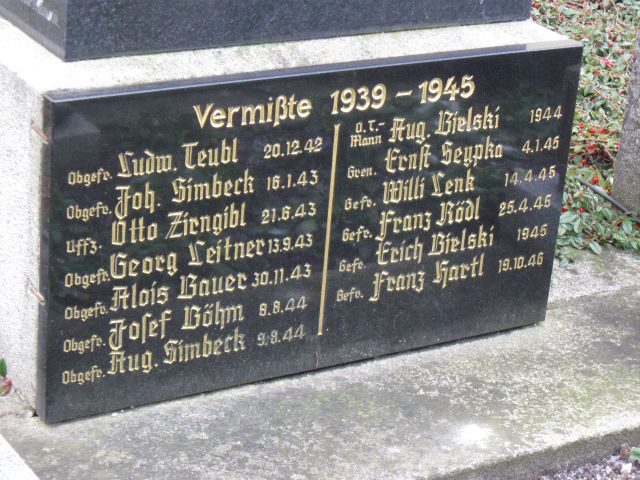 Vermißte 1939 – 1945
Obgefr. Ludw. Teubl 20.12.42
Obgefr. Joh. Simbeck 16.1.43
Uffz. Otto Zirngibl 21.6.43
Obgefr. Georg Leitner 13.9.43
Obgefr. Alois Bauer 30.11.43
Obgefr. Josef Böhm 8.8.44
Obgefr. Aug. Simbeck 9.8.44
O.T.-Mann Aug. Bielski 1944
Gren. Ernst Seypka 4.1.45
Gefr. Willi Lenk 14.4.45
Gefr. Franz Rödl 25.4.45
Gefr. Erich Bielski 1945
Gefr. Franz Hartl 19.10.46